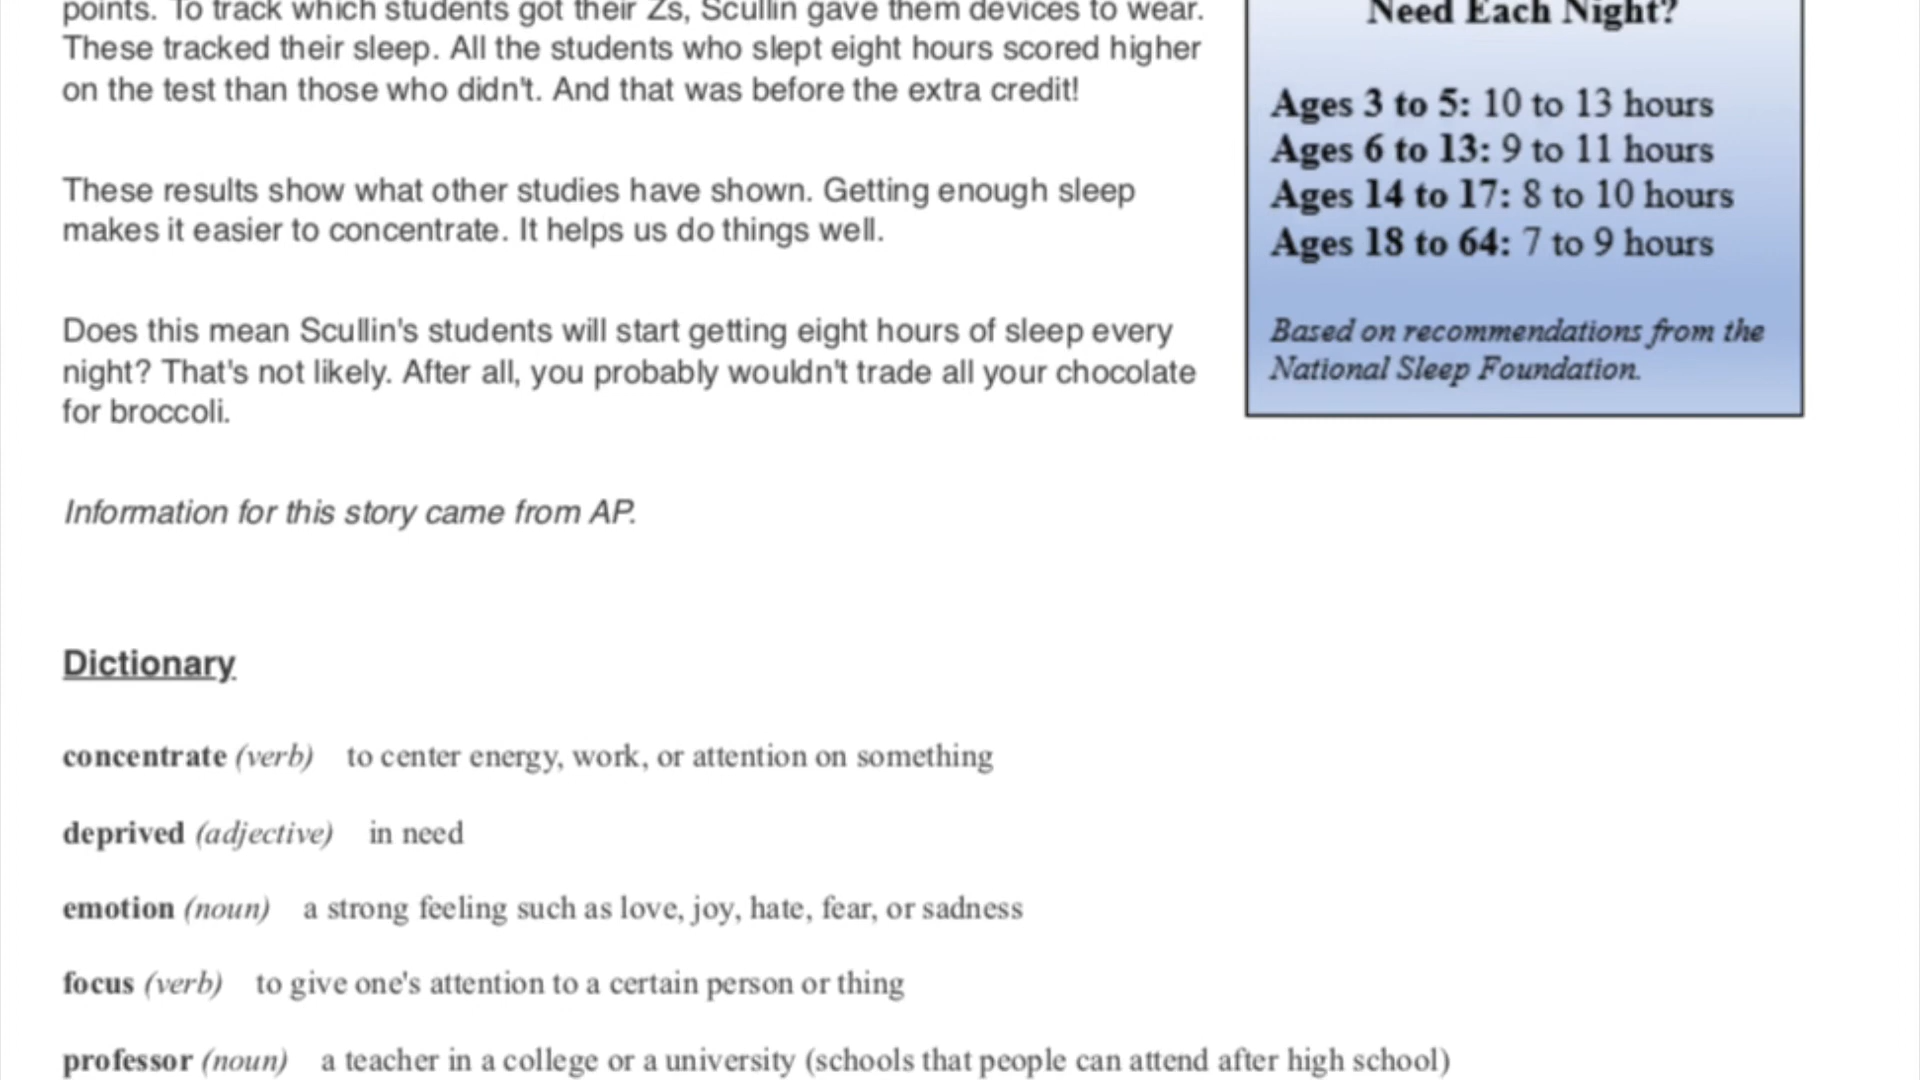 points. To track which students got their Zs, Scullin gave them devices to wear.
These tracked their sleep. All the students who slept eight hours scored higher
on the test than those who didn't. And that was before the extra credit!
These results show what other studies have shown. Getting enough sleep
makes it easier to concentrate. It helps us do things well.
Does this mean Scullin's students will start getting eight hours of sleep every
night? That's not likely. After all, you probably wouldn't trade all your chocolate
for broccoli.
Information for this story came from AP.
Need Each Night?
Ages 3 to 5: 10 to 13 hours
Ages 6 to 13: 9 to 11 hours
Ages 14 to 17: 8 to 10 hours
Ages 18 to 64: 7 to 9 hours
Based on recommendations from the
National Sleep Foundation.
Dictionary
concentrate (verb) to center energy, work, or attention on something
deprived (adjective) in need
emotion (noun) a strong feeling such as love, joy, hate, fear, or sadness
focus (verb) to give one's attention to a certain person or thing
professor (noun) a teacher in a college or a university (schools that people can attend after high school)